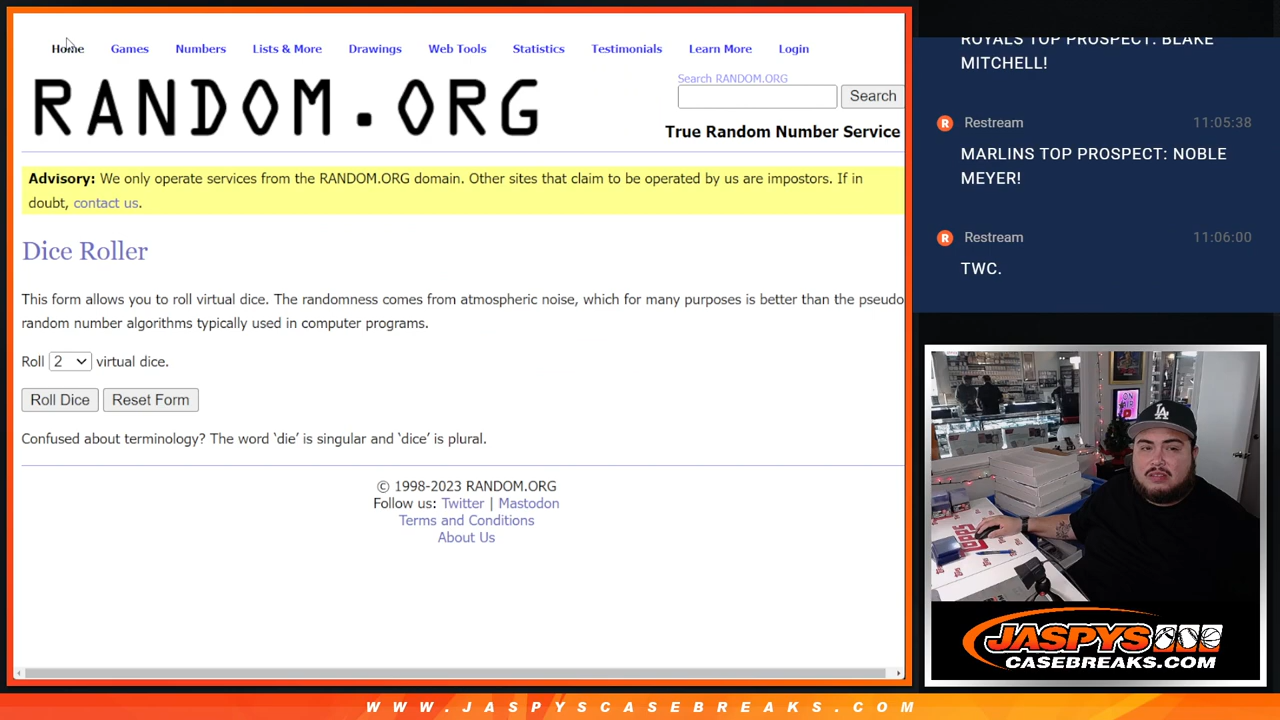 Home Games Numbers Lists & More Drawings Web Tools Statistics Testimonials Learn More Login
RANDOM.ORG
Search RANDOM.ORG
Search
True Random Number Service
Advisory: We only operate services from the RANDOM.ORG domain. Other sites that claim to be operated by us are impostors. If in
doubt, contact us.
Dice Roller
This form allows you to roll virtual dice. The randomness comes from atmospheric noise, which for many purposes is better than the pseudo
random number algorithms typically used in computer programs.
Roll 2 virtual dice.
Roll Dice Reset Form
Confused about terminology? The word ‘die’ is singular and ‘dice’ is plural.
© 1998-2023 RANDOM.ORG
Follow us: Twitter | Mastodon
Terms and Conditions
About Us
ROYALS TOP PROSPECT: BLAKE
MITCHELL!
R Restream 11:05:38
MARLINS TOP PROSPECT: NOBLE
MEYER!
R Restream 11:06:00
TWC.
LA
TOPPS
JASPYS
CASEBREAKS.COM
WWW.JASPYSCASEBREAKS.COM